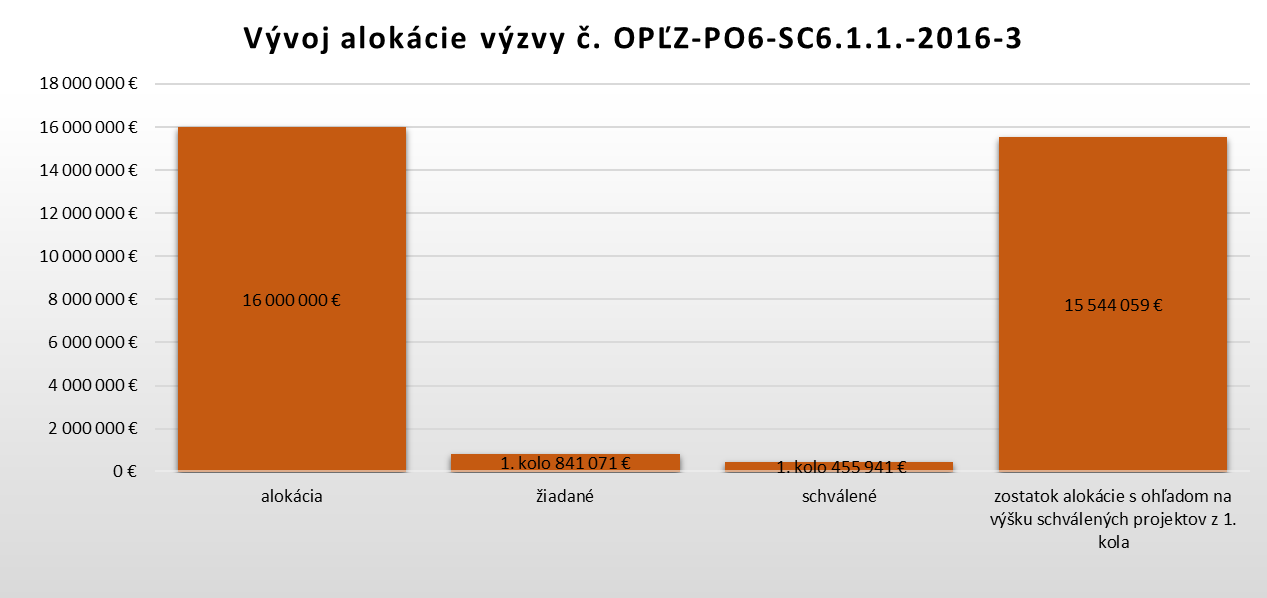 Vývoj alokácie výzvy č. OPĽZ-PO6-SC6.1.1.-2016-3
18 000 000 €
16 000 000 €
14 000 000 €
12 000 000 €
10 000 000 €
8 000 000 €
6 000 000 €
4 000 000 €
2 000 000 €
0 €
16 000 000 €
1. kolo 841 071 €
1. kolo 455 941 €
15 544 059 €
alokácia
žiadané
schválené
zostatok alokácie s ohľadom na
výšku schválených projektov z 1.
kola